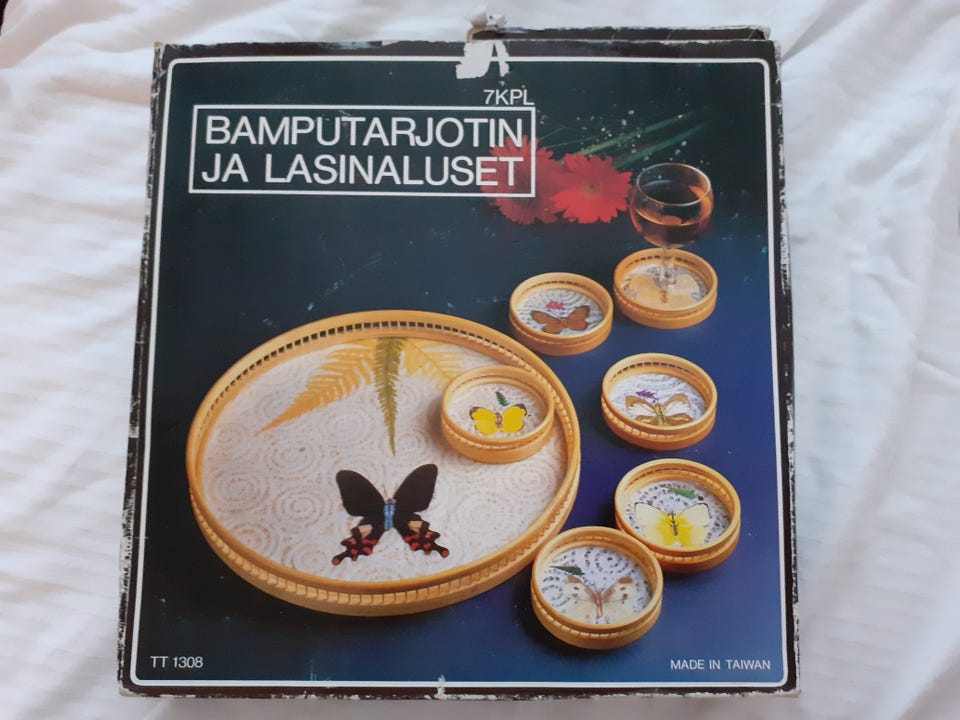 7KPL
BAMPUTARJOTIN
JA LASINALUSET
TT 1308
MADE IN TAIWAN